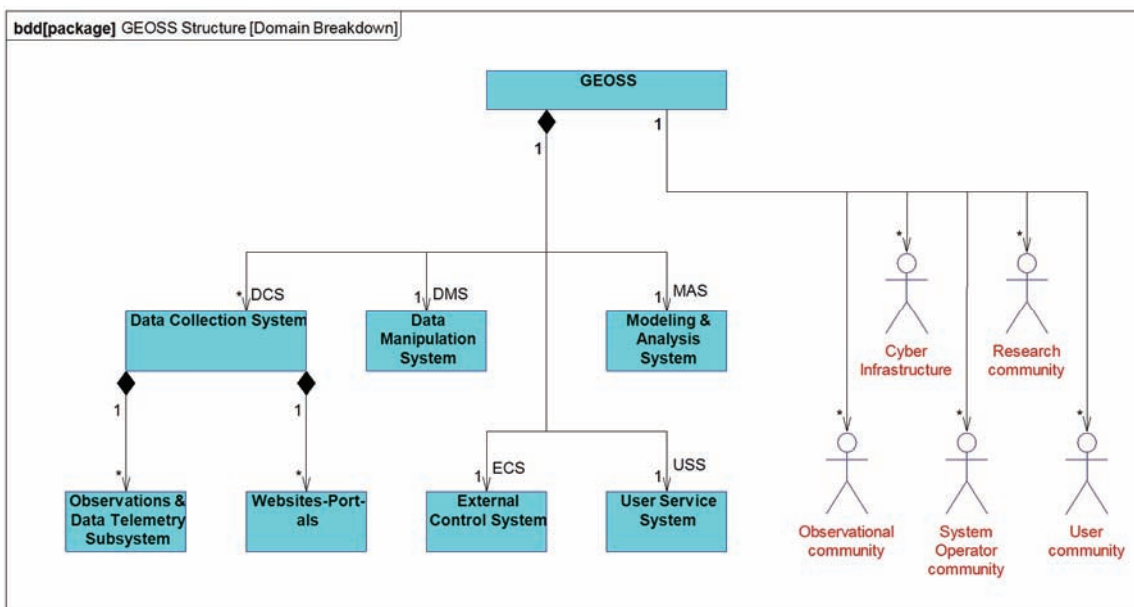 bdd[package] GEOSS Structure [Domain Breakdown]
GEOSS
1
1
* DCS
1 DMS
1 MAS
Data Collection System
Data
Manipulation
System
Modeling &
Analysis
System
*
*
Cyber
Infrastructure
Research
community
1
1
*
*
1 ECS
1 USS
*
*
*
Observations &
Data Telemetry
Subsystem
Websites-Port-
als
External
Control System
User Service
System
Observational
community
System
Operator
community
User
community